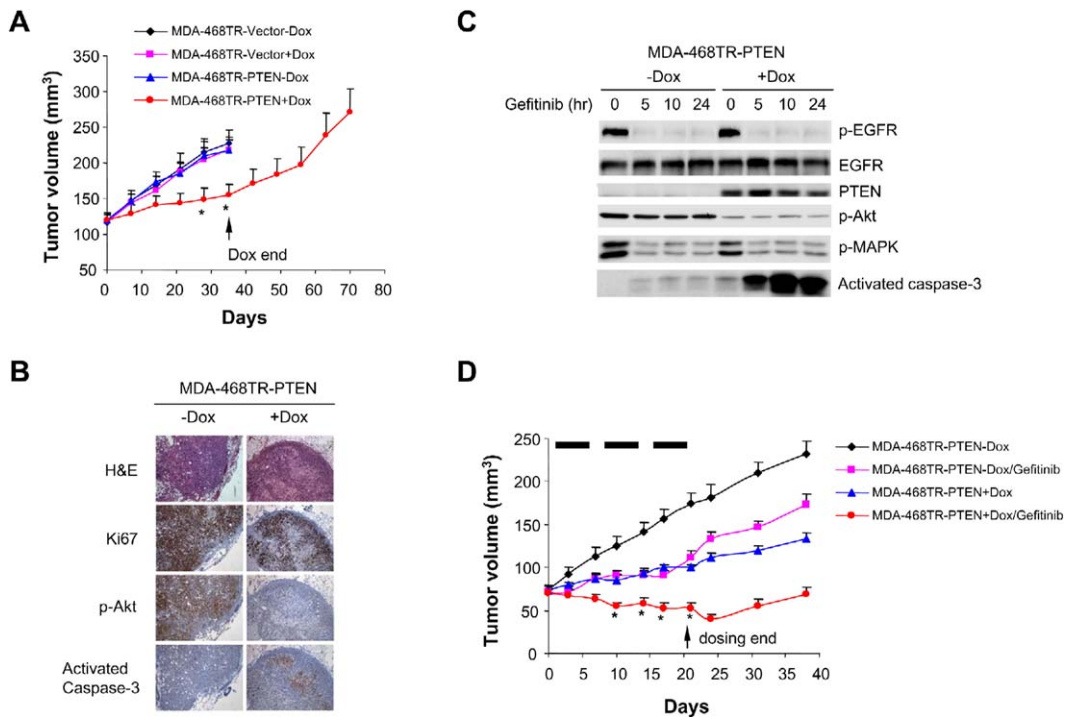 A
MDA-468TR-Vector-Dox
MDA-468TR-Vector+Dox
MDA-468TR-PTEN-Dox
MDA-468TR-PTEN+Dox
Tumor volume (mm³)
350
300
250
200
150
100
50
* *
Dox end
0 10 20 30 40 50 60 70 80
Days
B
MDA-468TR-PTEN
-Dox +Dox
H&E
Ki67
p-Akt
Activated
Caspase-3
C
MDA-468TR-PTEN
-Dox +Dox
Gefitinib (hr) 0 5 10 24 0 5 10 24
p-EGFR
EGFR
PTEN
p-Akt
p-MAPK
Activated caspase-3
D
Tumor volume (mm³)
250
200
150
100
50
0
MDA-468TR-PTEN-Dox
MDA-468TR-PTEN-Dox/Gefitinib
MDA-468TR-PTEN+Dox
MDA-468TR-PTEN+Dox/Gefitinib
* * * *
dosing end
0 5 10 15 20 25 30 35 40
Days